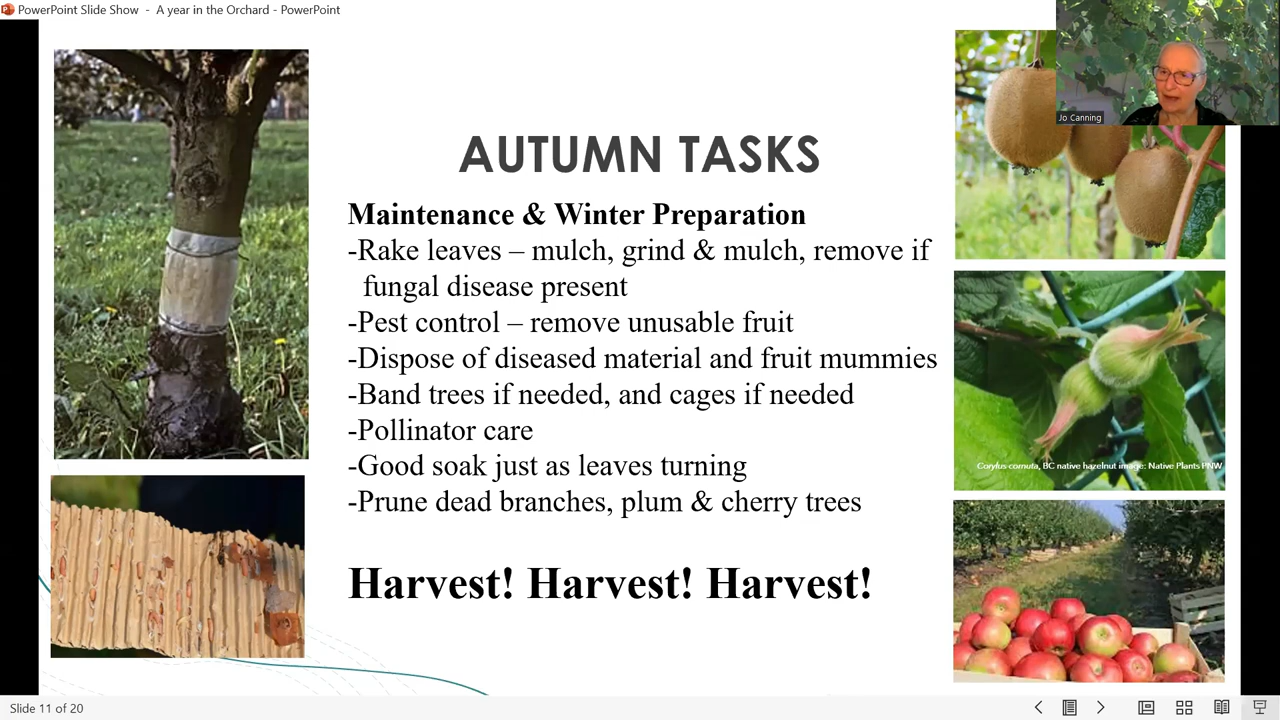 PowerPoint Slide Show - A year in the Orchard - PowerPoint
Jo Canning
AUTUMN TASKS
Maintenance & Winter Preparation
-Rake leaves – mulch, grind & mulch, remove if
fungal disease present
-Pest control – remove unusable fruit
-Dispose of diseased material and fruit mummies
-Band trees if needed, and cages if needed
-Pollinator care
-Good soak just as leaves turning
-Prune dead branches, plum & cherry trees
Harvest! Harvest! Harvest!
Corylus cornuta, BC native hazelnut image: Native Plants PNW
Slide 11 of 20